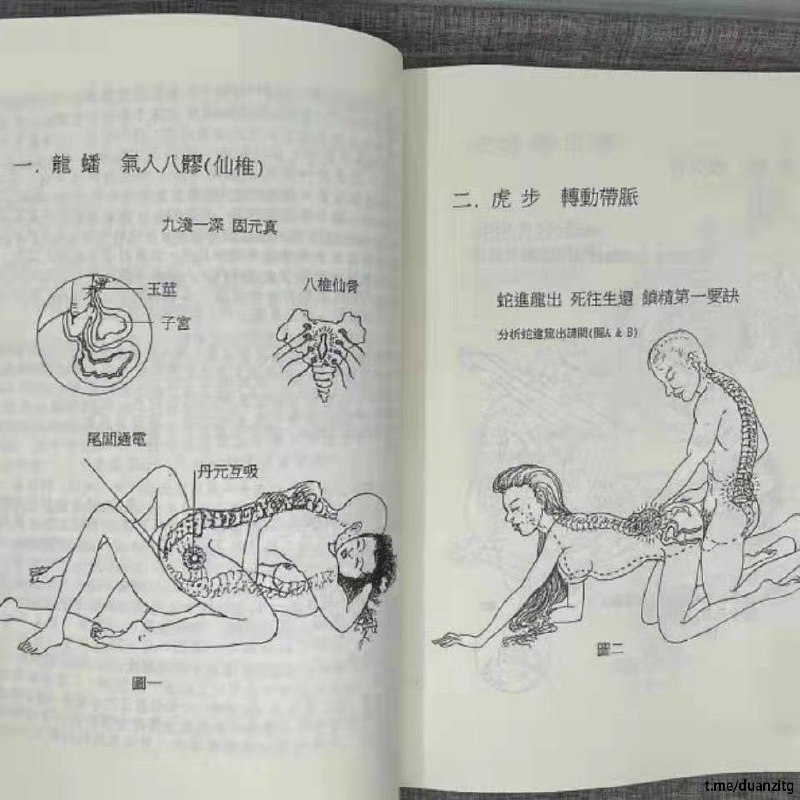 一. 龍 蟠 氣入八髎(仙椎)
九淺一深 固元真
玉莖
子宮
八椎仙骨
尾閭通電
丹元互吸
圖一
二. 虎 步 轉動帶脈
蛇進龍出 死往生還 鎖精第一要訣
分析蛇進龍出請閱(圖A & B)
圖二
t.me/duanzitg